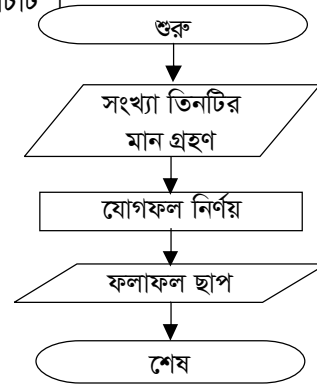 শুরু
সংখ্যা তিনটির
মান গ্রহণ
যোগফল নির্ণয়
ফলাফল ছাপ
শেষ